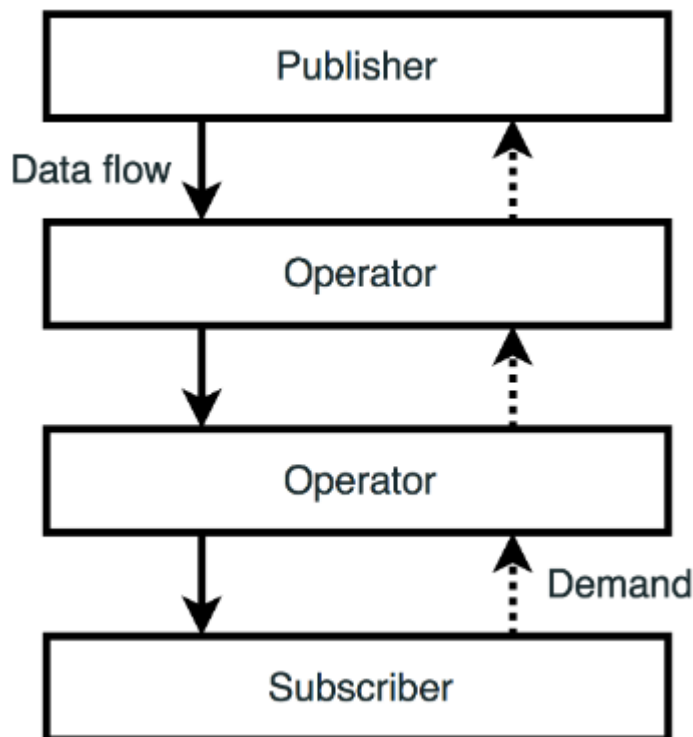 Publisher
Data flow
Operator
Operator
Demand
Subscriber